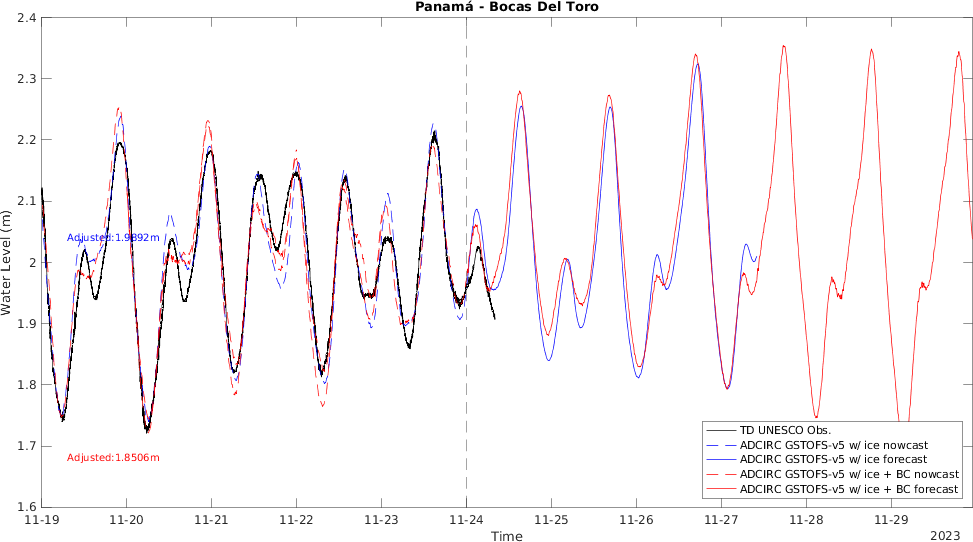 Panamá - Bocas Del Toro
2.4
2.3
2.2
2.1
2
1.9
1.8
1.7
1.6
Water Level (m)
Adjusted:1.9892m
Adjusted:1.8506m
TD UNESCO Obs.
ADCIRC GSTOFS-v5 w/ ice nowcast
ADCIRC GSTOFS-v5 w/ ice forecast
ADCIRC GSTOFS-v5 w/ ice + BC nowcast
ADCIRC GSTOFS-v5 w/ ice + BC forecast
11-19 11-20 11-21 11-22 11-23 11-24 11-25 11-26 11-27 11-28 11-29
Time
2023